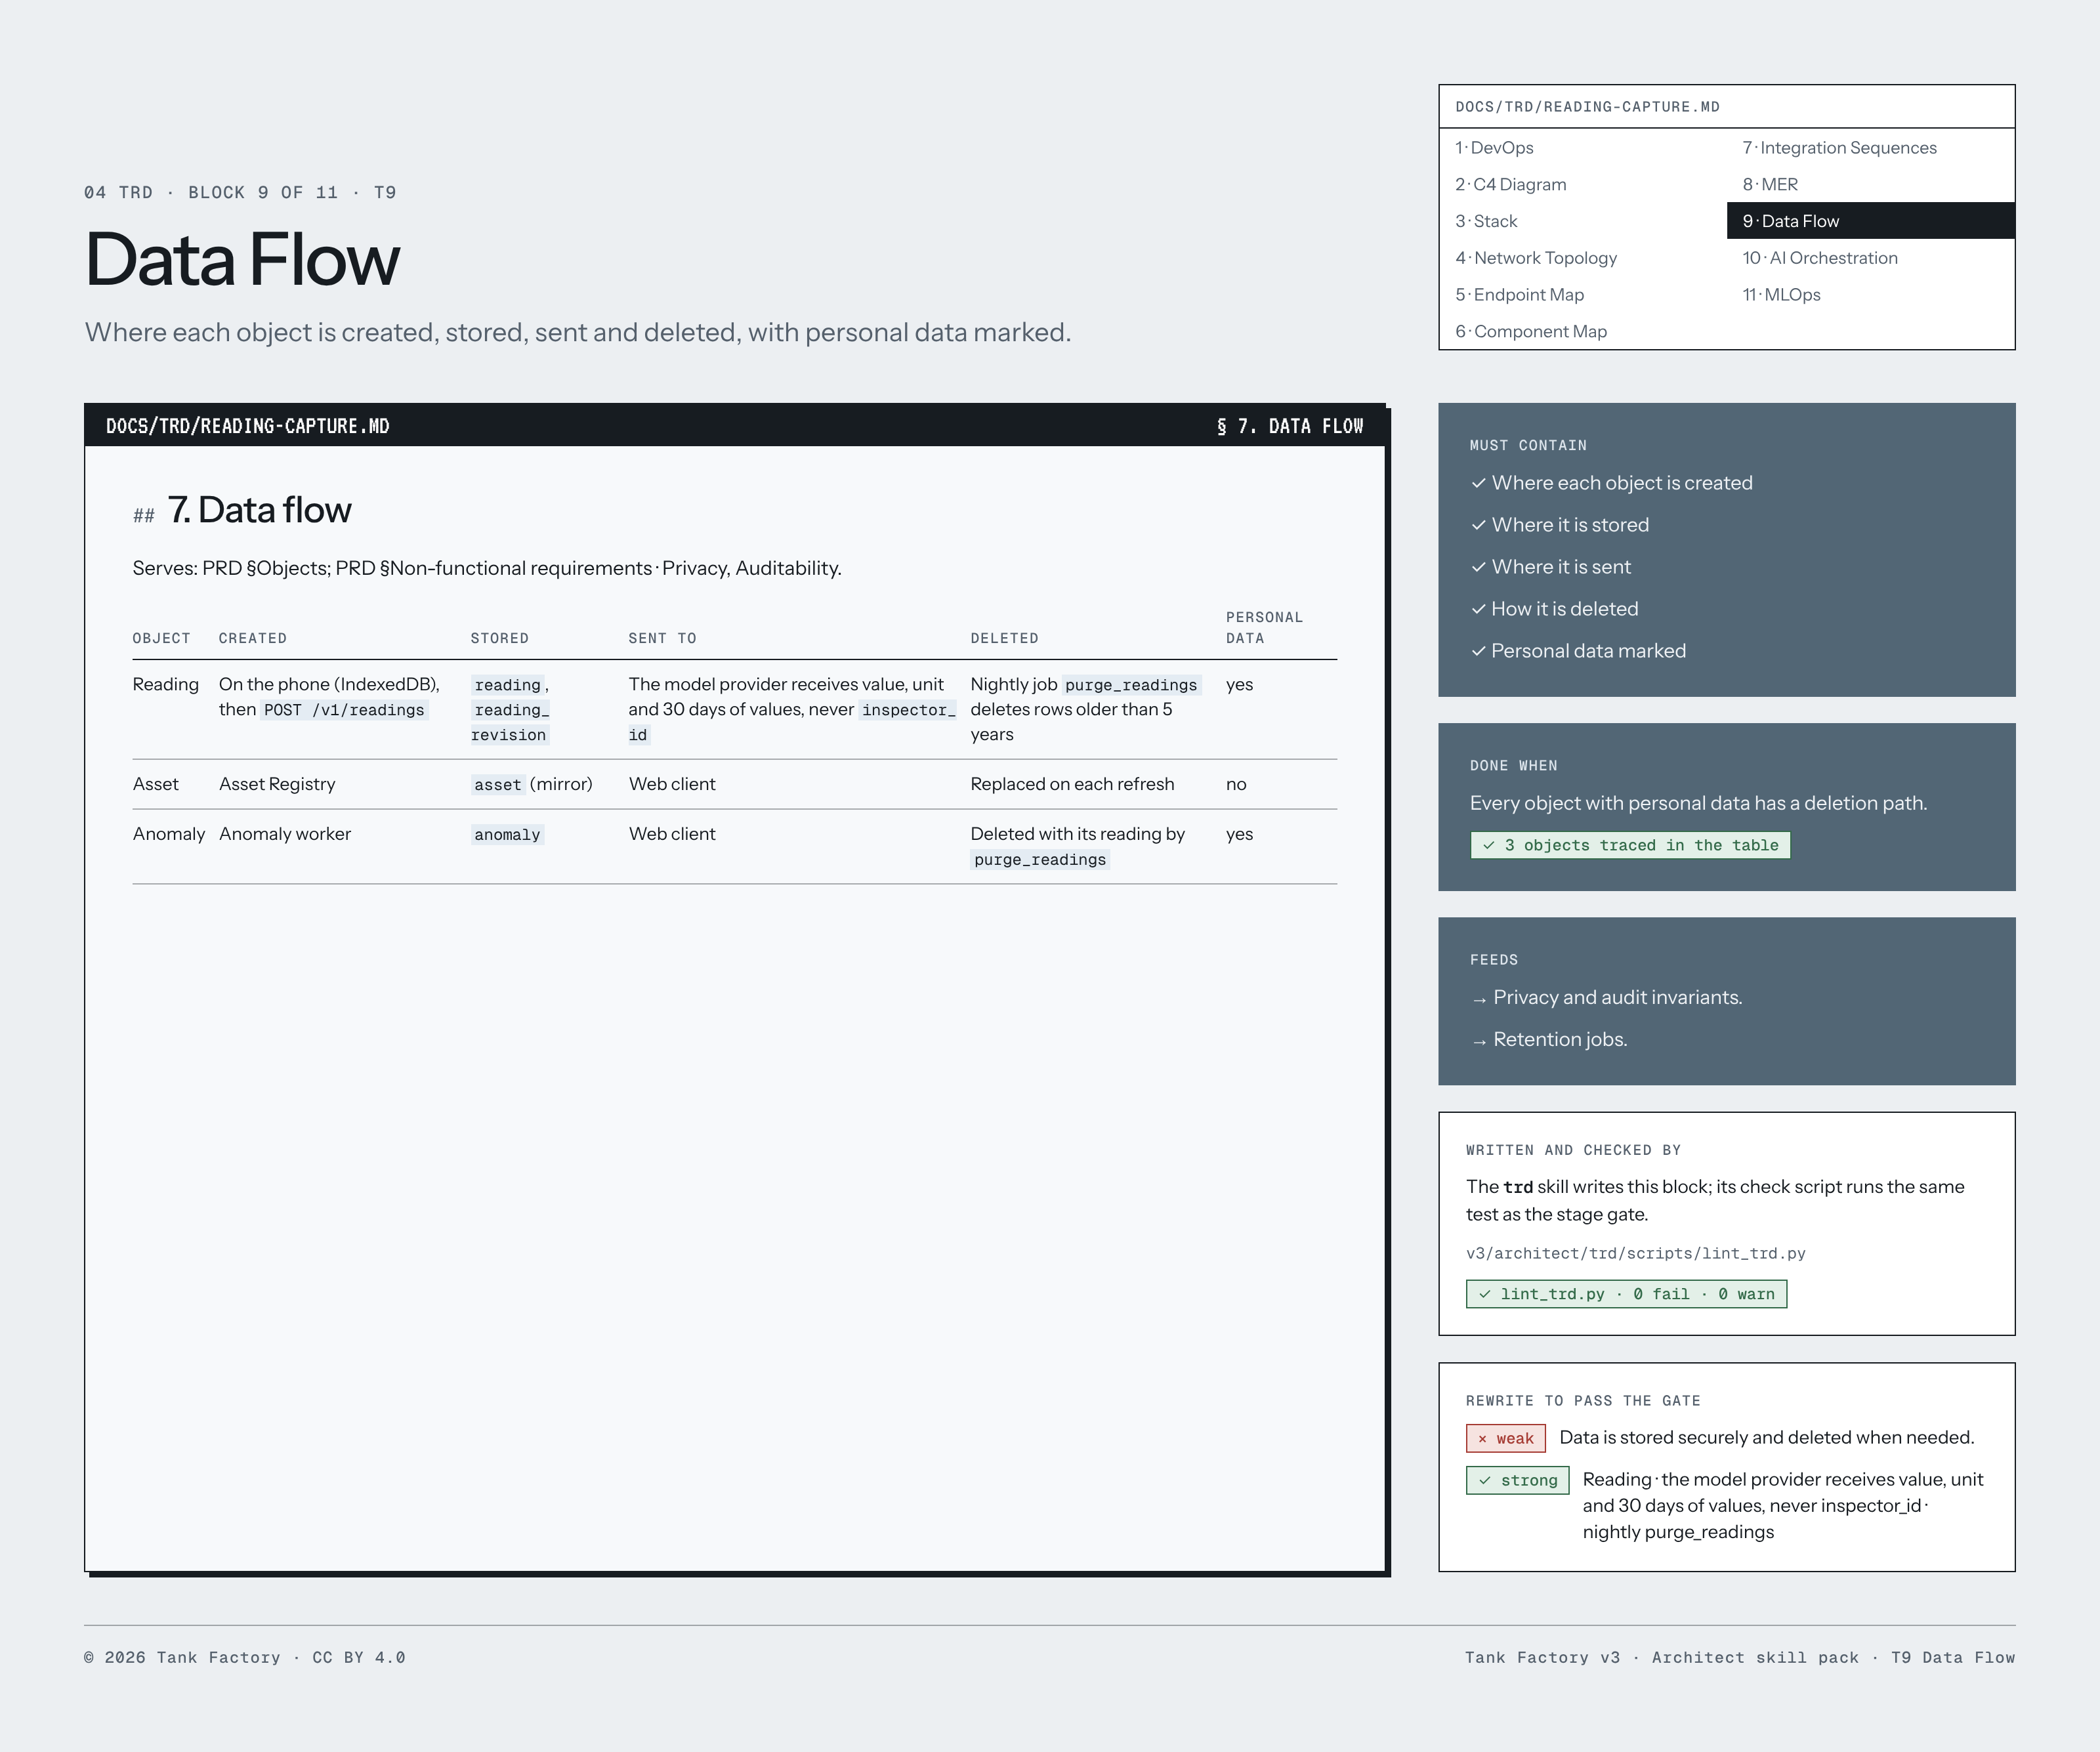 04 TRD · BLOCK 9 OF 11 · T9
Data Flow
Where each object is created, stored, sent and deleted, with personal data marked.
DOCS/TRD/READING-CAPTURE.MD
1 · DevOps
2 · C4 Diagram
3 · Stack
4 · Network Topology
5 · Endpoint Map
6 · Component Map
7 · Integration Sequences
8 · MER
9 · Data Flow
10 · AI Orchestration
11 · MLOps
DOCS/TRD/READING-CAPTURE.MD § 7. DATA FLOW
## 7. Data flow
Serves: PRD §Objects; PRD §Non-functional requirements · Privacy, Auditability.
OBJECT CREATED STORED SENT TO DELETED PERSONAL
DATA
Reading On the phone (IndexedDB), reading, The model provider receives value, unit Nightly job purge_readings yes
then POST /v1/readings reading_ and 30 days of values, never inspector_ deletes rows older than 5
revision id years
Asset Asset Registry asset (mirror) Web client Replaced on each refresh no
Anomaly Anomaly worker anomaly Web client Deleted with its reading by yes
purge_readings
MUST CONTAIN
✓ Where each object is created
✓ Where it is stored
✓ Where it is sent
✓ How it is deleted
✓ Personal data marked
DONE WHEN
Every object with personal data has a deletion path.
✓ 3 objects traced in the table
FEEDS
→ Privacy and audit invariants.
→ Retention jobs.
WRITTEN AND CHECKED BY
The trd skill writes this block; its check script runs the same
test as the stage gate.
v3/architect/trd/scripts/lint_trd.py
✓ lint_trd.py · 0 fail · 0 warn
REWRITE TO PASS THE GATE
× weak Data is stored securely and deleted when needed.
✓ strong Reading · the model provider receives value, unit
and 30 days of values, never inspector_id ·
nightly purge_readings
© 2026 Tank Factory · CC BY 4.0
Tank Factory v3 · Architect skill pack · T9 Data Flow